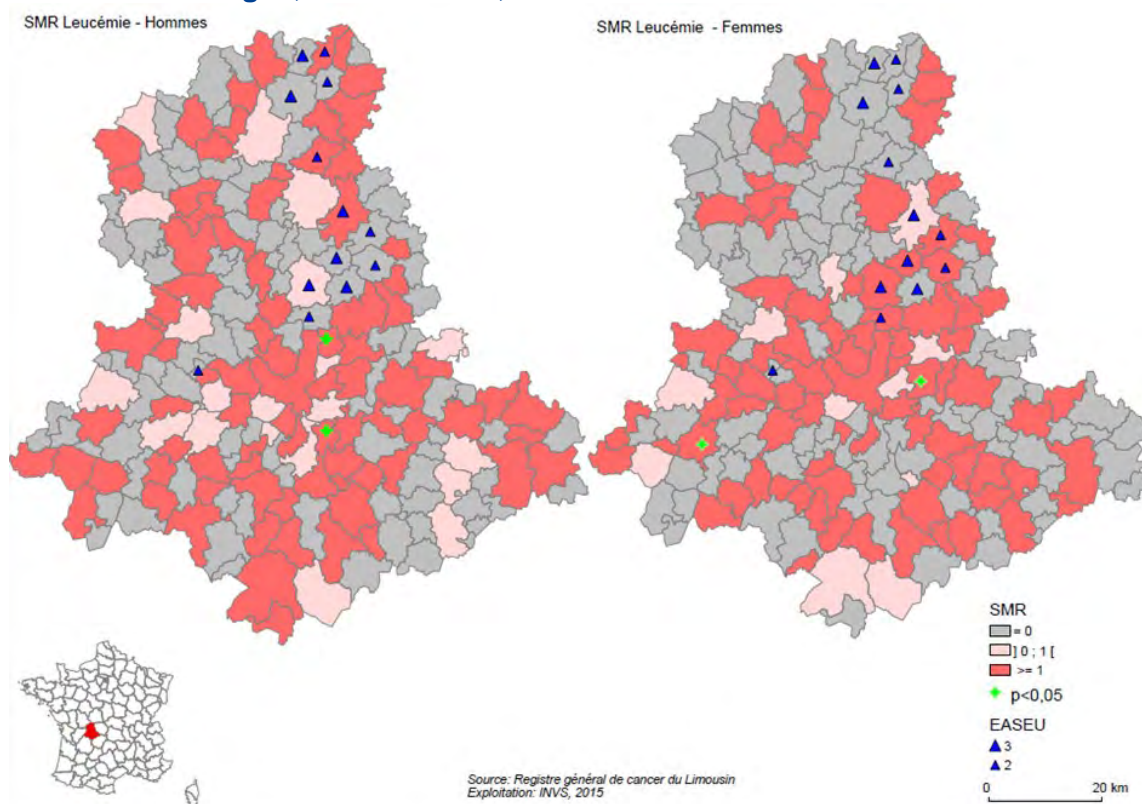 SMR Leucémie - Hommes
SMR Leucémie - Femmes
SMR
= 0
] 0 ; 1 [
>= 1
p<0,05
EASEU
3
2
Source: Registre général de cancer du Limousin
Exploitation: INVS, 2015
0 20 km